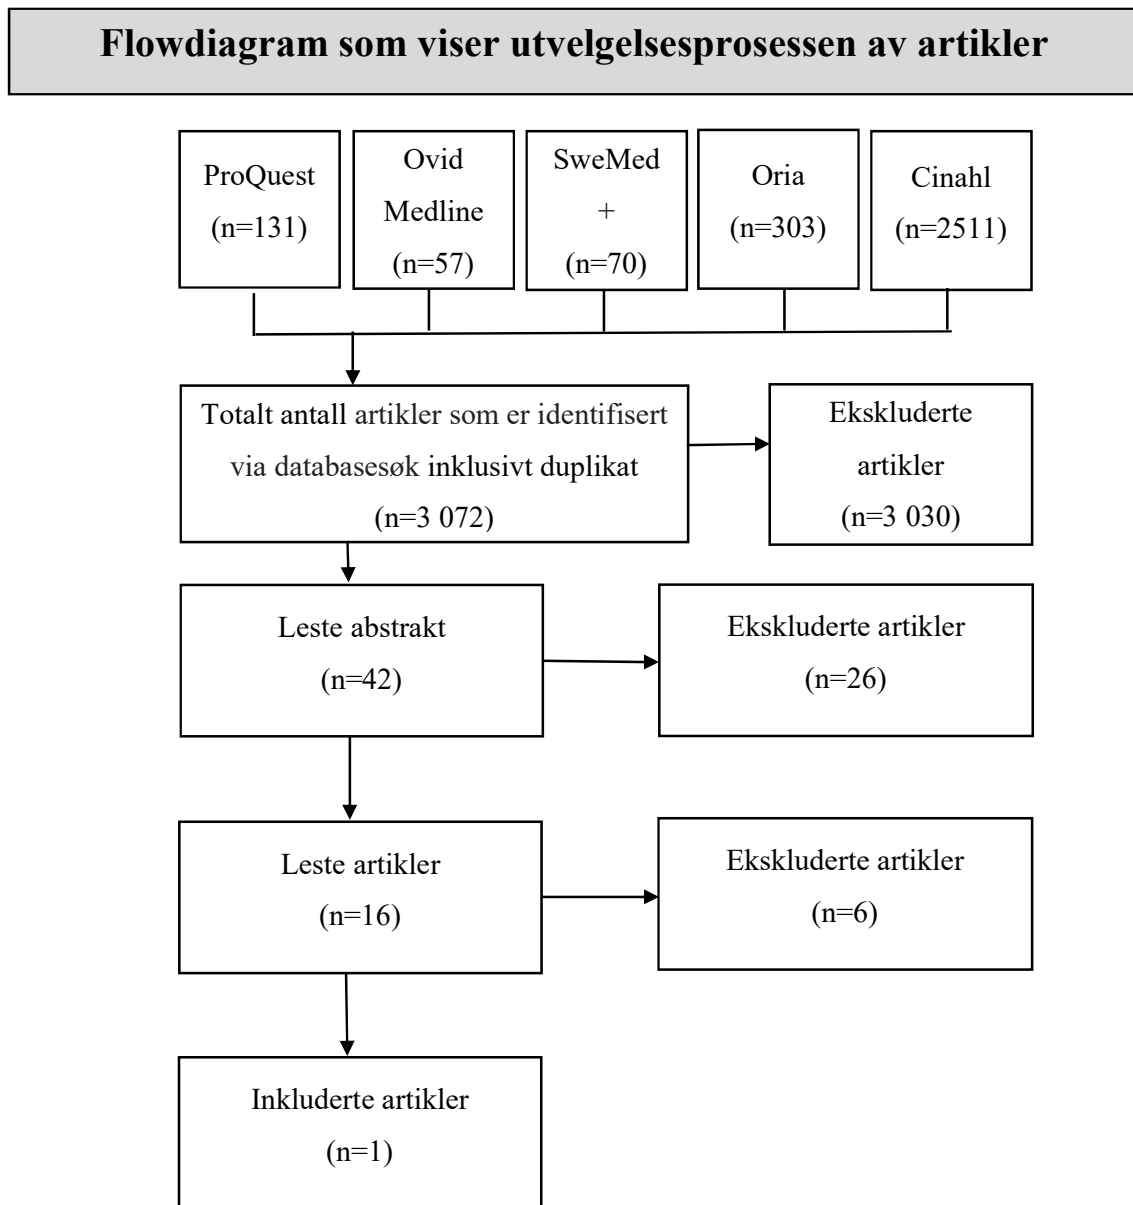 Flowdiagram som viser utvelgelsesprosessen av artikler
ProQuest
(n=131)
Ovid
Medline
(n=57)
SweMed
+
(n=70)
Oria
(n=303)
Cinahl
(n=2511)
Totalt antall artikler som er identifisert
via databasesøk inklusivt duplikat
(n=3 072)
Ekskluderte
artikler
(n=3 030)
Leste abstrakt
(n=42)
Ekskluderte artikler
(n=26)
Leste artikler
(n=16)
Ekskluderte artikler
(n=6)
Inkluderte artikler
(n=1)